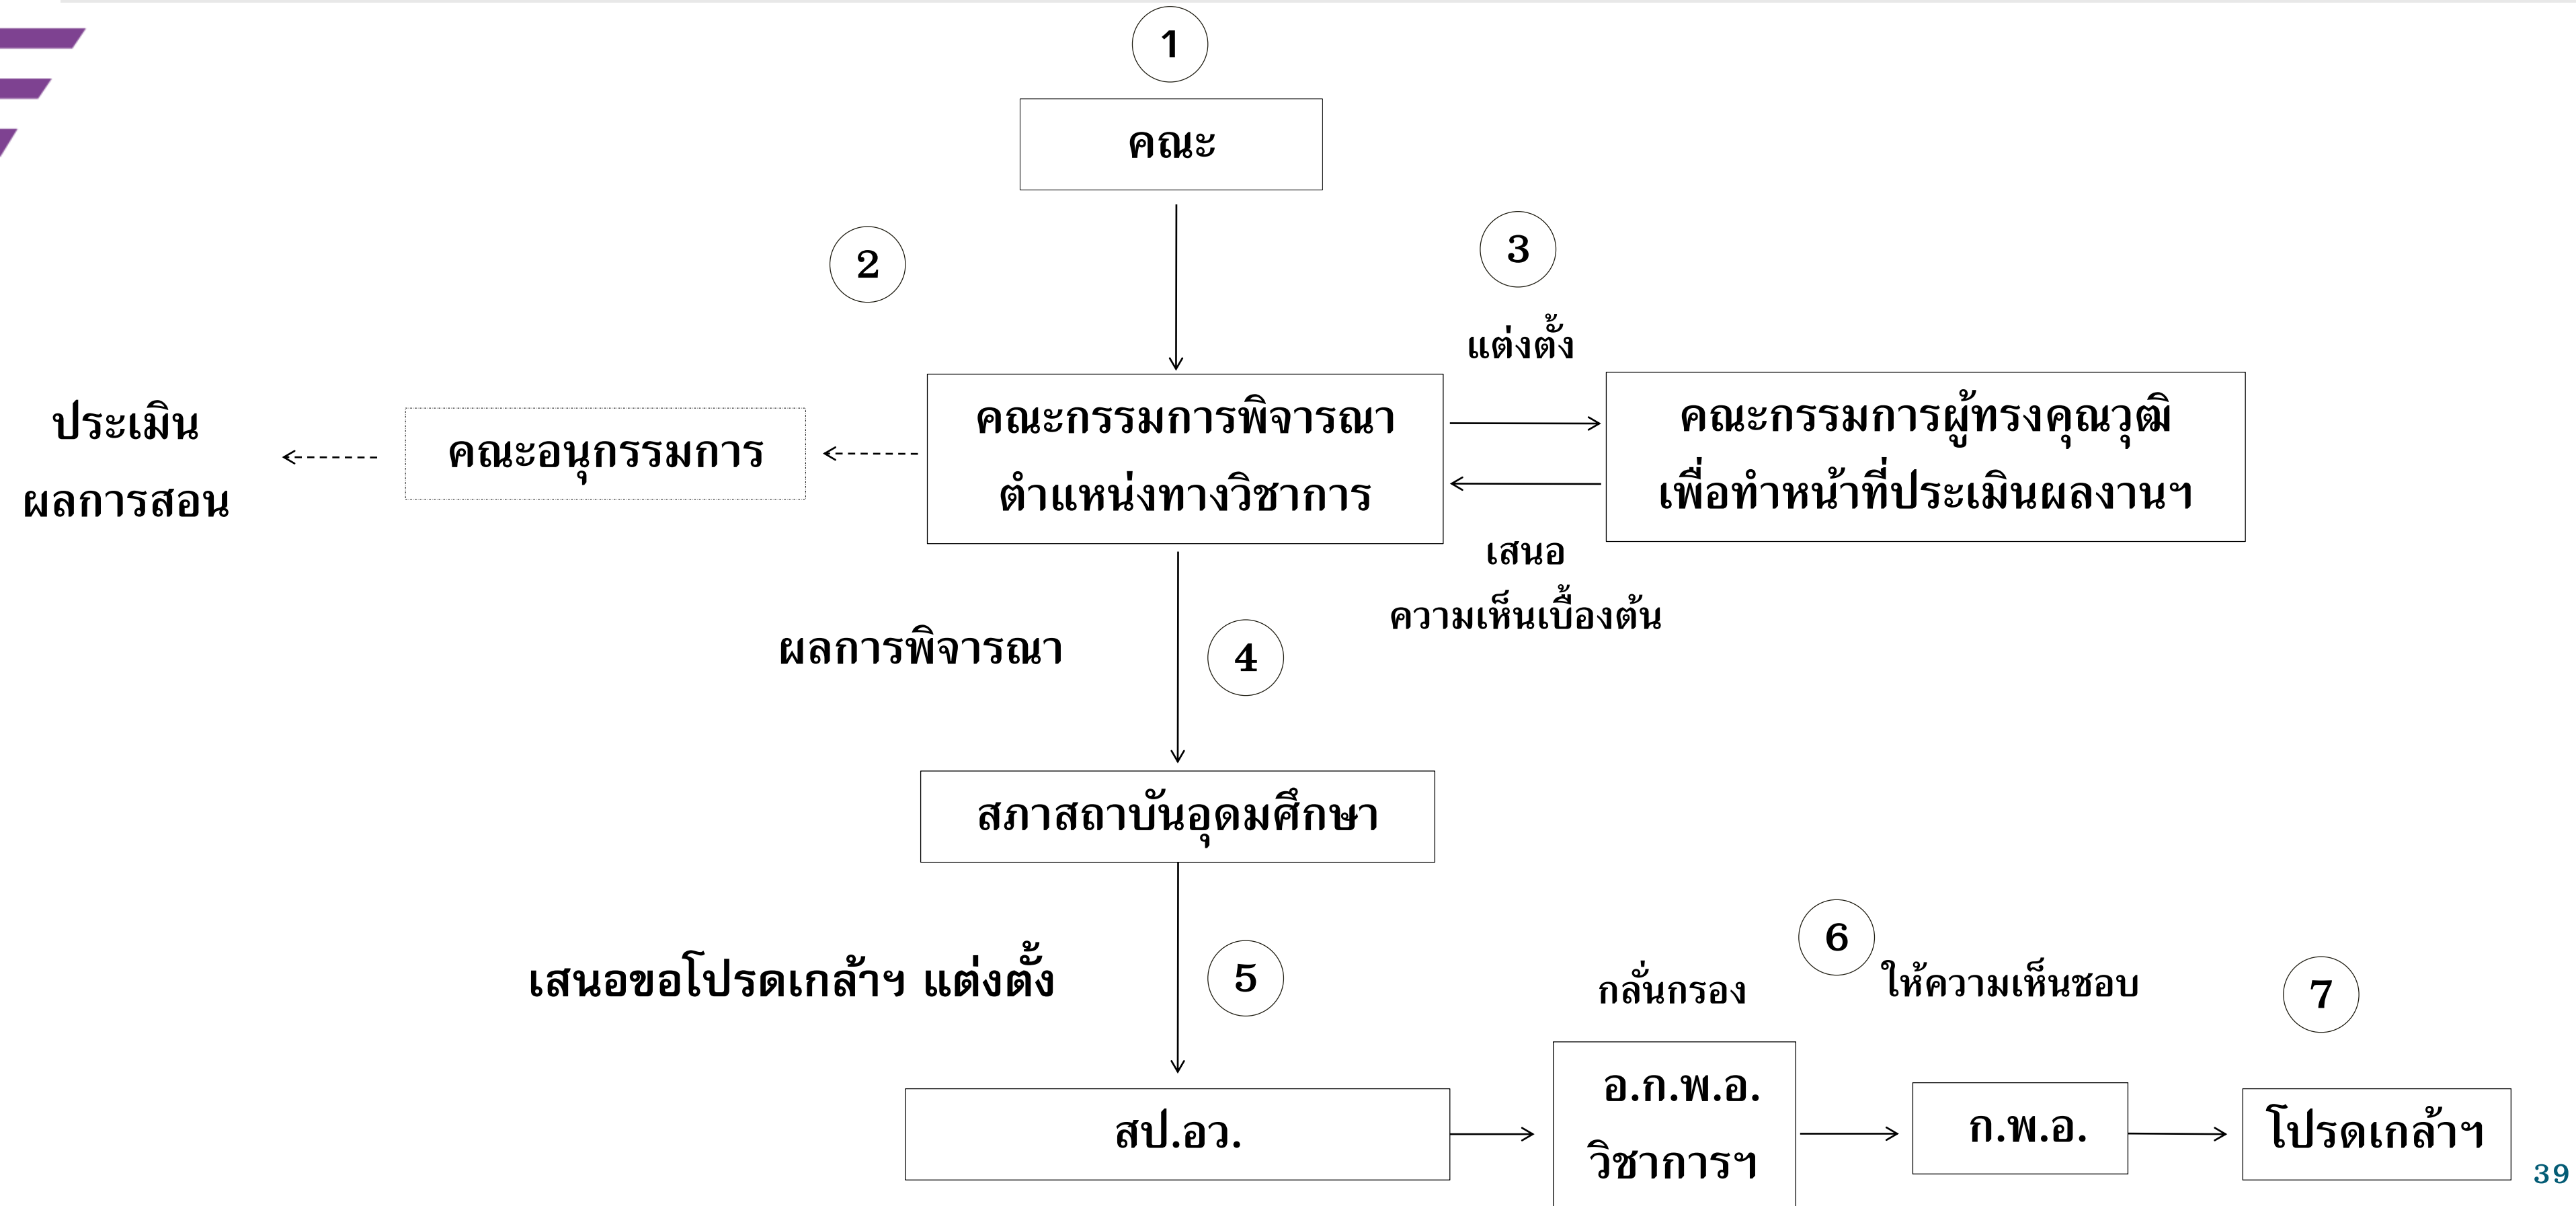 1
คณะ
2
3
แต่งตั้ง
ประเมิน
ผลการสอน
คณะอนุกรรมการ
คณะกรรมการพิจารณา
ตำแหน่งทางวิชาการ
คณะกรรมการผู้ทรงคุณวุฒิ
เพื่อทำหน้าที่ประเมินผลงานฯ
เสนอ
ความเห็นเบื้องต้น
ผลการพิจารณา
4
สภาสถาบันอุดมศึกษา
เสนอขอโปรดเกล้าฯ แต่งตั้ง
5
กลั่นกรอง
6
ให้ความเห็นชอบ
7
สป.อว.
อ.ก.พ.อ.
วิชาการฯ
ก.พ.อ.
โปรดเกล้าฯ
39